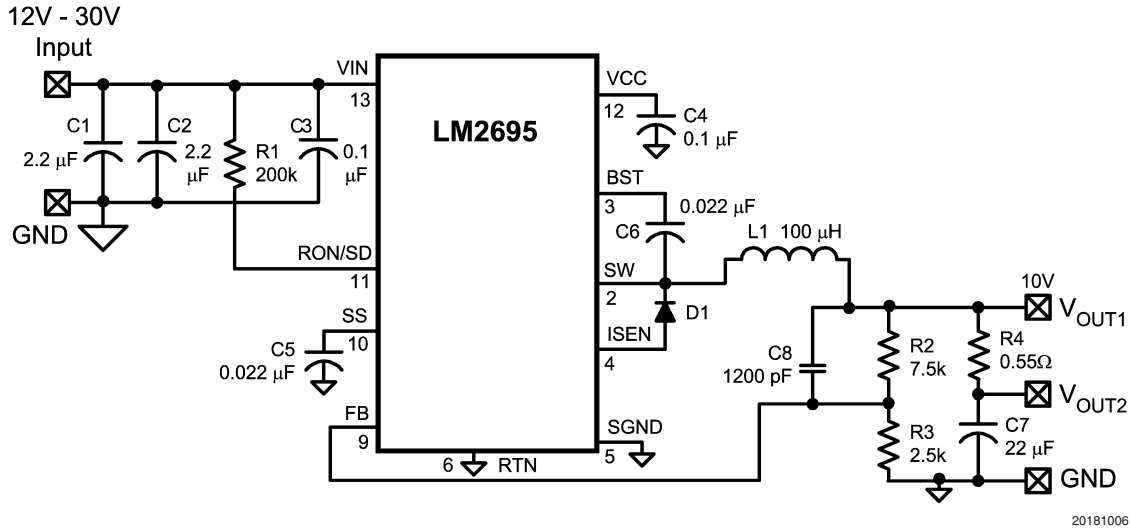 12V - 30V
Input
VIN
13
C1
2.2 µF
C2
2.2
µF
R1
200k
C3
0.1
µF
GND
LM2695
VCC
12
C4
0.1 µF
BST
3
0.022 µF
C6
L1 100 µH
RON/SD
11
SW
2
D1
10V
VOUT1
SS
10
C5
0.022 µF
ISEN
4
C8
1200 pF
R2
7.5k
R4
0.55Ω
VOUT2
FB
9
SGND
5
R3
2.5k
C7
22 µF
6
RTN
GND
20181006